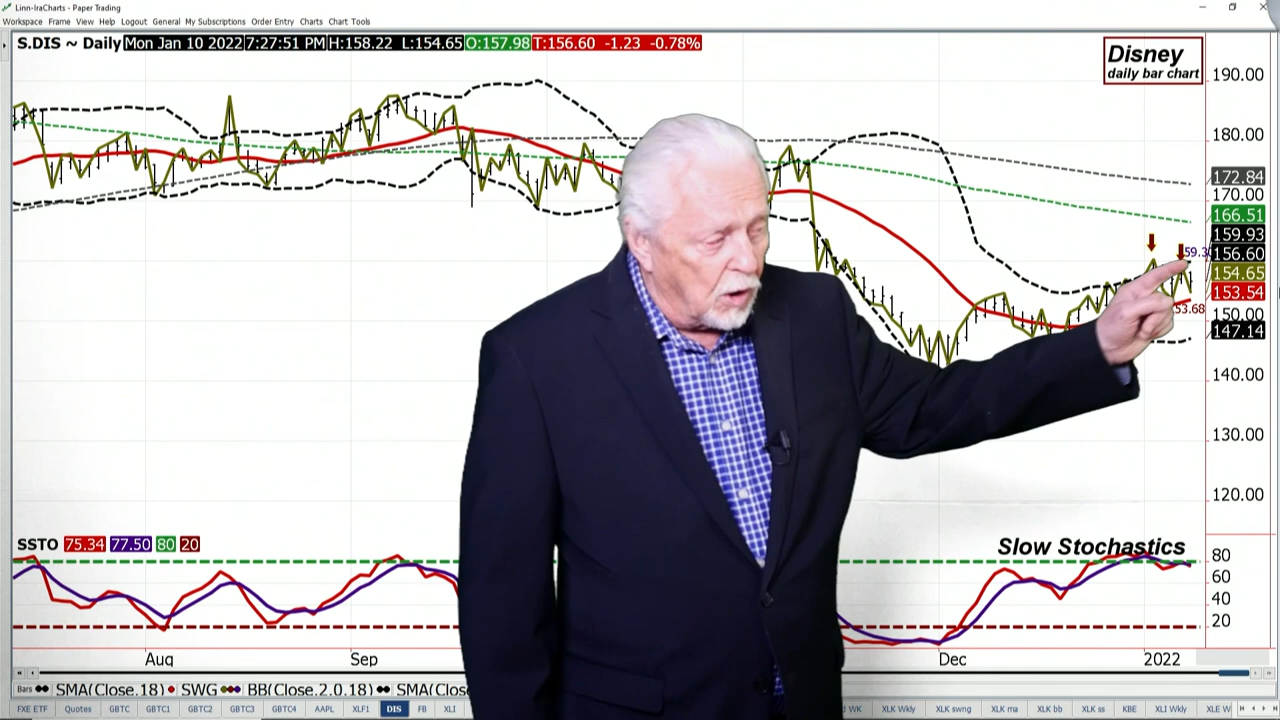 Linn-IraCharts - Paper Trading
Workspace Frame View Help Logout General My Subscriptions Order Entry Charts Chart Tools
S.DIS ~ Daily Mon Jan 10 2022 7:27:51 PM H:158.22 L:154.65 O:157.98 T:156.60 -1.23 -0.78%
Disney
daily bar chart
190.00
180.00
172.84
170.00
166.51
159.93
156.60
154.65
153.54
150.00
147.14
140.00
130.00
120.00
SSTO 75.34 77.50 80 20
Slow Stochastics
80
60
40
20
Aug Sep Dec 2022
Bars SMA(Close,18) SWG BB(Close,2.0,18) SMA(Close
FXE ETF Quotes GBTC GBTC1 GBTC2 GBTC3 GBTC4 AAPL XLF1 DIS FB XLI WK XLK Wkly XLK swng XLK ma XLK bb XLK ss KBE XLI Wkly XLE W